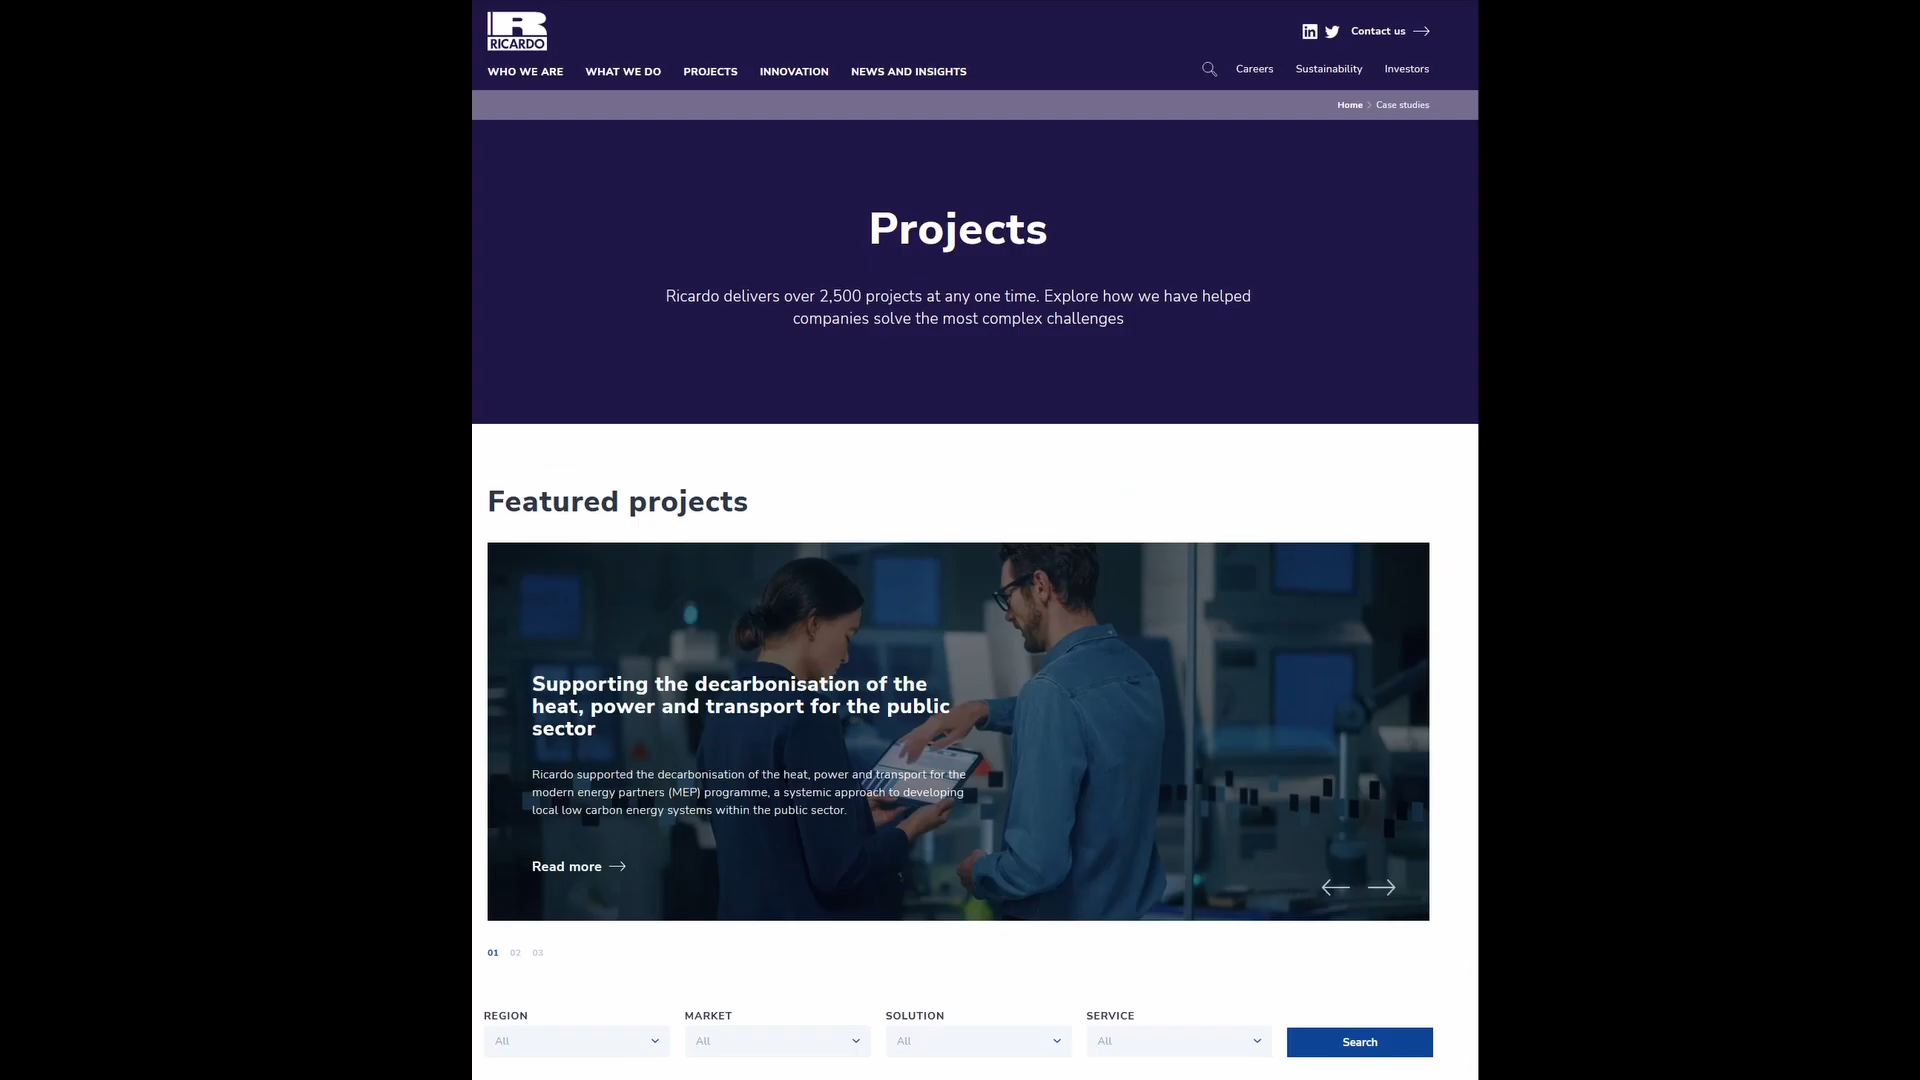 RICARDO
Contact us
WHO WE ARE
WHAT WE DO
PROJECTS
INNOVATION
NEWS AND INSIGHTS
Careers
Sustainability
Investors
Home
Case studies
Projects
Ricardo delivers over 2,500 projects at any one time. Explore how we have helped
companies solve the most complex challenges
Featured projects
Supporting the decarbonisation of the
heat, power and transport for the public
sector
Ricardo supported the decarbonisation of the heat, power and transport for the
modern energy partners (MEP) programme, a systemic approach to developing
local low carbon energy systems within the public sector.
Read more
01 02 03
REGION
All
MARKET
All
SOLUTION
All
SERVICE
All
Search